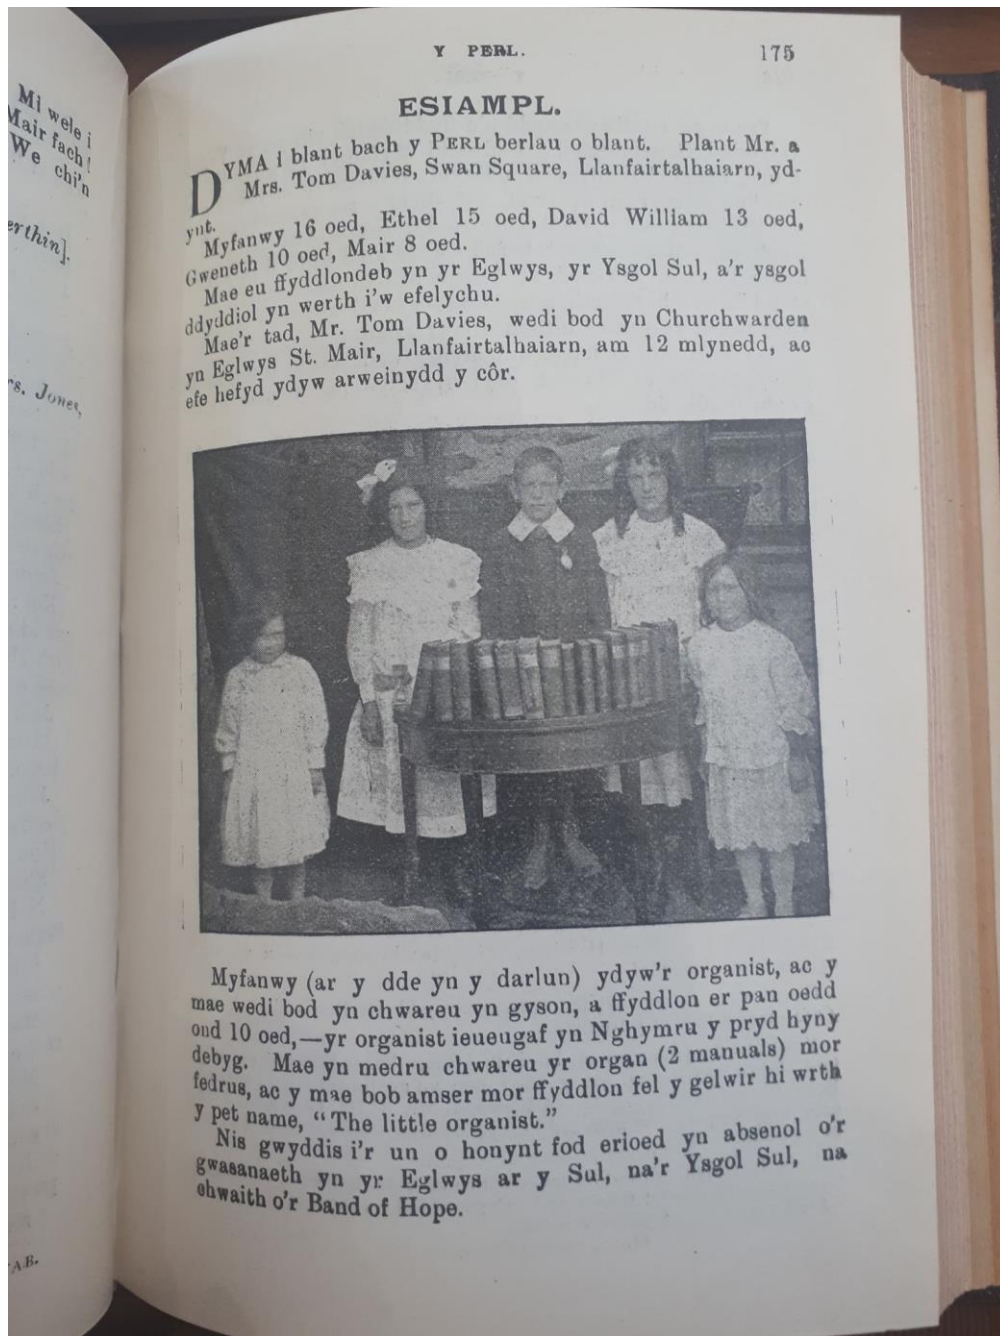 Mi wele i
Mair fach!
We chi'n
erthin].
rs. Jones,
A.B.
Y PERL. 175
ESIAMPL.
DYMA i blant bach y PERL berlau o blant. Plant Mr. a
Mrs. Tom Davies, Swan Square, Llanfairtalhaiarn, yd-
ynt.
Myfanwy 16 oed, Ethel 15 oed, David William 13 oed,
Gweneth 10 oed, Mair 8 oed.
Mae eu ffyddlondeb yn yr Eglwys, yr Ysgol Sul, a'r ysgol
ddyddiol yn werth i'w efelychu.
Mae'r tad, Mr. Tom Davies, wedi bod yn Churchwarden
yn Eglwys St. Mair, Llanfairtalhaiarn, am 12 mlynedd, ac
efe hefyd ydyw arweinydd y côr.
Myfanwy (ar y dde yn y darlun) ydyw'r organist, ac y
mae wedi bod yn chwareu yn gyson, a ffyddlon er pan oedd
ond 10 oed,—yr organist ieueugaf yn Nghymru y pryd hyny
debyg. Mae yn medru chwareu yr organ (2 manuals) mor
fedrus, ac y mae bob amser mor ffyddlon fel y gelwir hi wrth
y pet name, "The little organist."
Nis gwyddis i'r un o honynt fod erioed yn absenol o'r
gwasanaeth yn yr Eglwys ar y Sul, na'r Ysgol Sul, na
chwaith o'r Band of Hope.